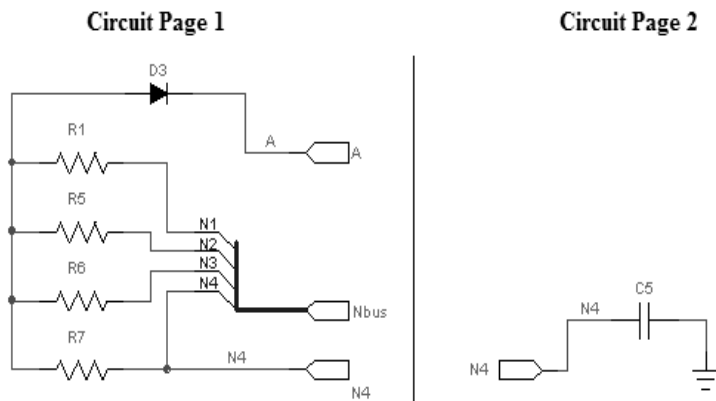 Circuit Page 1
Circuit Page 2
D3
A
A
R1
R5
N1
N2
R6
N3
N4
Nbus
R7
N4
N4
C5
N4
N4